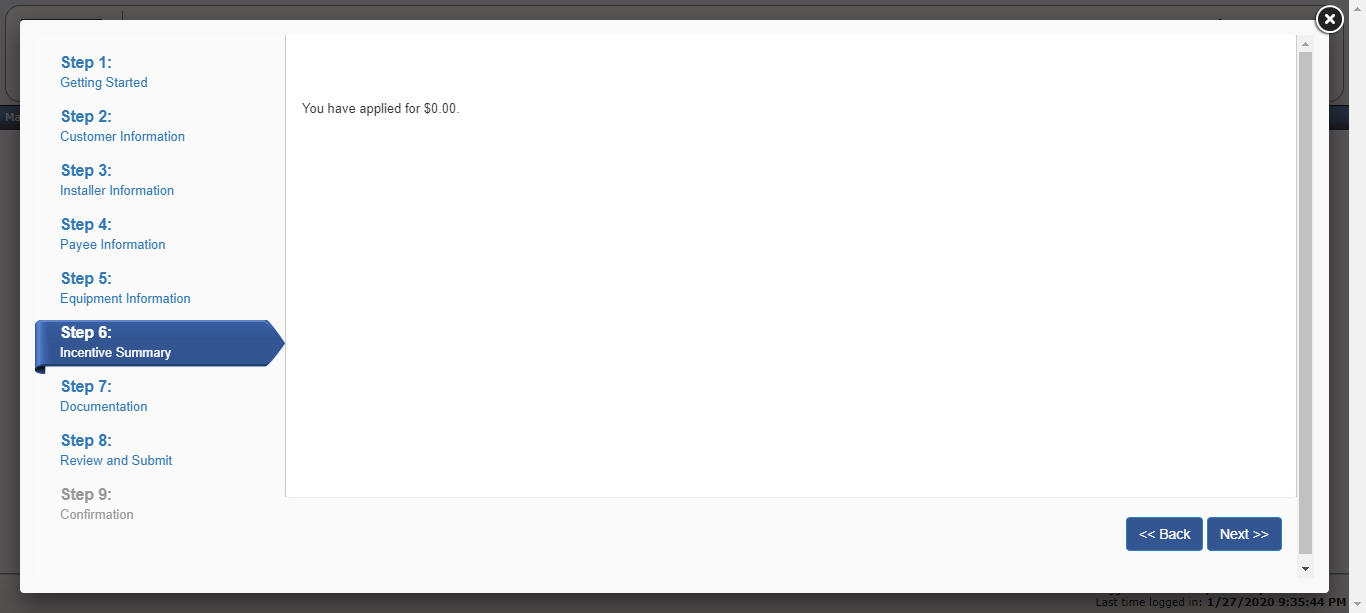 Step 1:
Getting Started
Step 2:
Customer Information
Step 3:
Installer Information
Step 4:
Payee Information
Step 5:
Equipment Information
Step 6:
Incentive Summary
Step 7:
Documentation
Step 8:
Review and Submit
Step 9:
Confirmation
You have applied for $0.00.
<< Back
Next >>
Ma
Last time logged in: 1/27/2020 9:35:44 PM